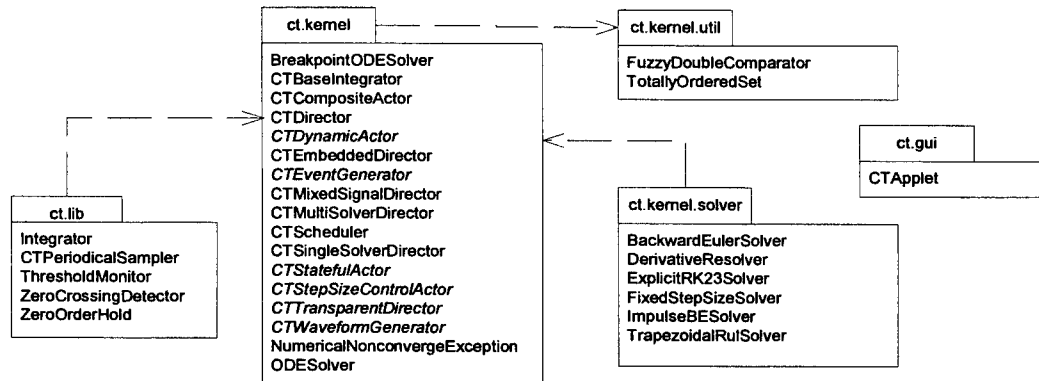 ct.kernel
BreakpointODESolver
CTBaseIntegrator
CTCompositeActor
CTDirector
CTDynamicActor
CTEmbeddedDirector
CTEventGenerator
CTMixedSignalDirector
CTMultiSolverDirector
CTScheduler
CTSingleSolverDirector
CTStatefulActor
CTStepSizeControlActor
CTTransparentDirector
CTWaveformGenerator
NumericalNonconvergeException
ODESolver
ct.kernel.util
FuzzyDoubleComparator
TotallyOrderedSet
ct.gui
CTApplet
ct.lib
Integrator
CTPeriodicalSampler
ThresholdMonitor
ZeroCrossingDetector
ZeroOrderHold
ct.kernel.solver
BackwardEulerSolver
DerivativeResolver
ExplicitRK23Solver
FixedStepSizeSolver
ImpulseBESolver
TrapezoidalRulSolver